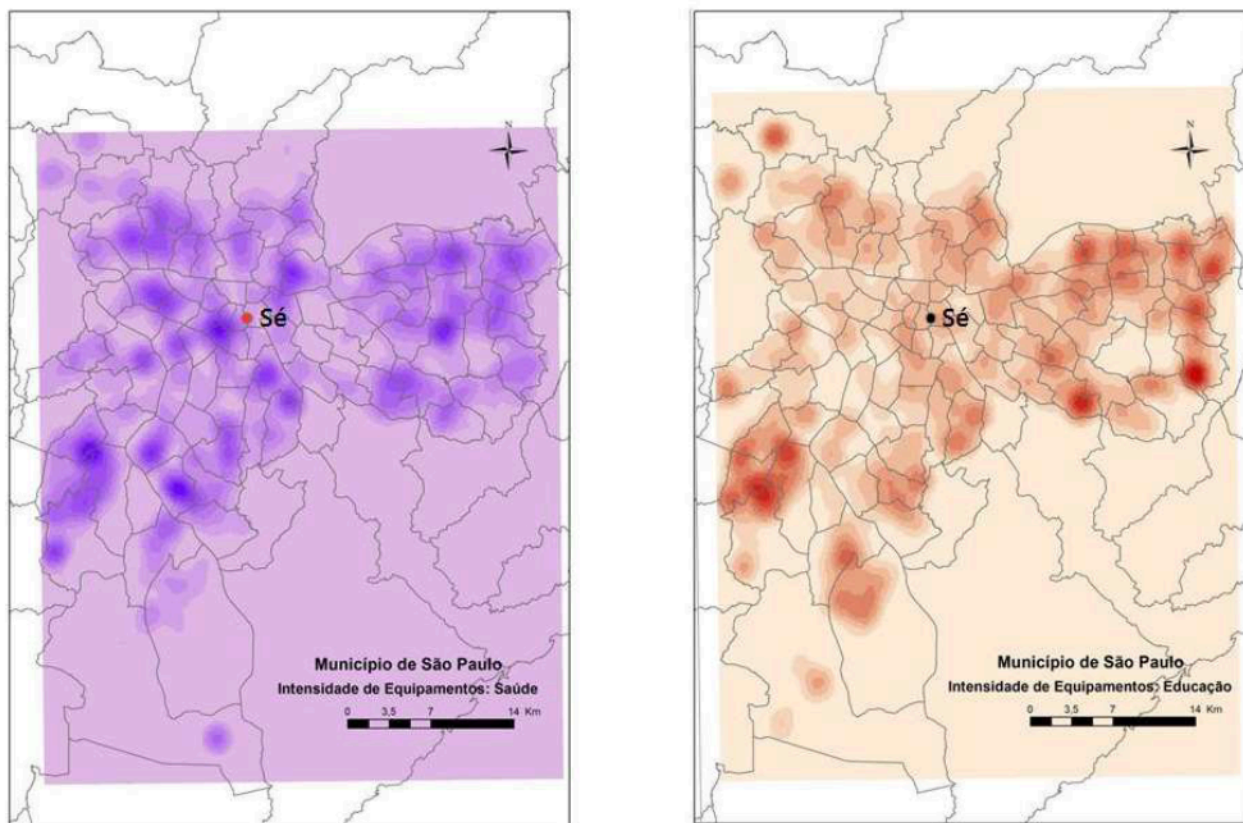 N
Sé
Município de São Paulo
Intensidade de Equipamentos: Saúde
0 3,5 7 14 Km
N
Sé
Município de São Paulo
Intensidade de Equipamentos: Educação
0 3,5 7 14 Km